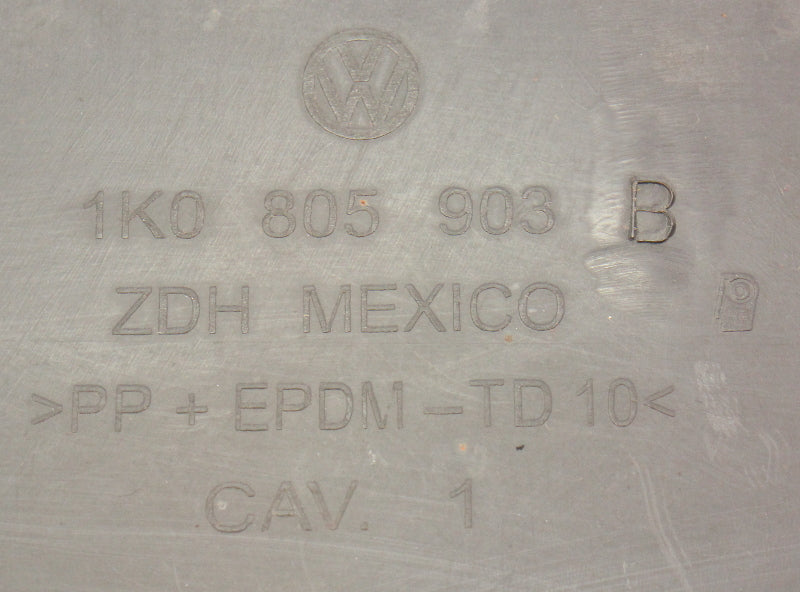 1K0 805 903 B
ZDH MEXICO
>PP + EPDM - TD 10<
CAV. 1